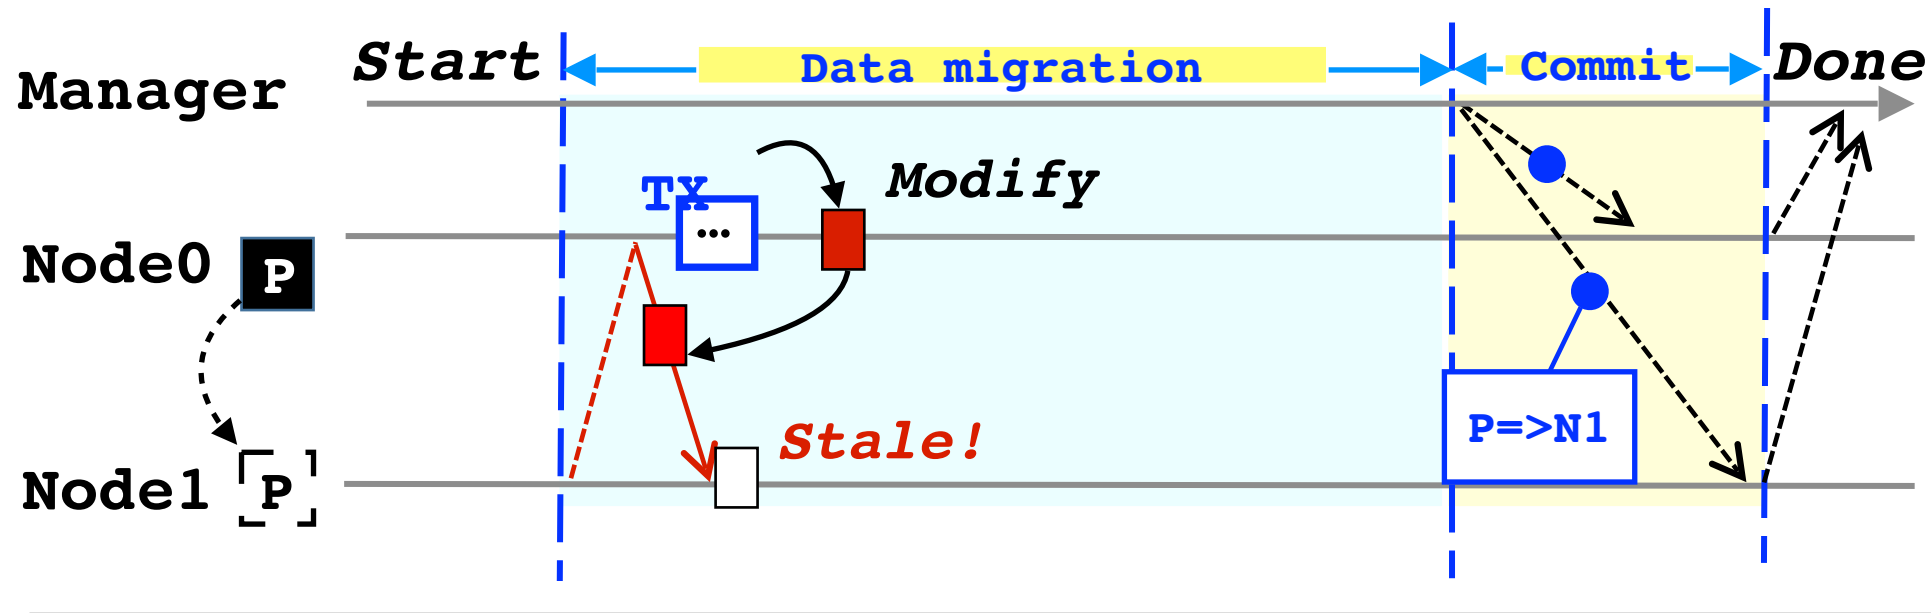 Start
Data migration
Commit
Done
Manager
TX
...
Modify
Node0
P
P=>N1
Stale!
Node1
P